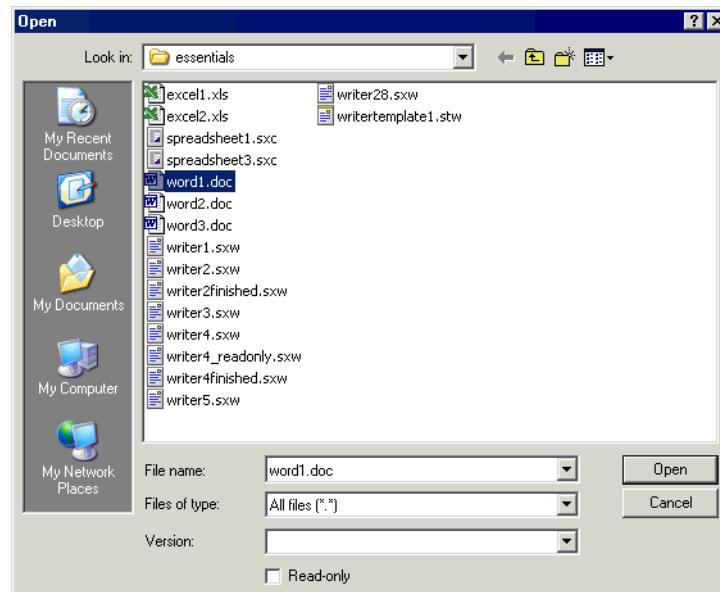 Open
Look in: essentials
My Recent
Documents
Desktop
My Documents
My Computer
My Network
Places
excel1.xls
excel2.xls
spreadsheet1.sxc
spreadsheet3.sxc
word1.doc
word2.doc
word3.doc
writer1.sxw
writer2.sxw
writer2finished.sxw
writer3.sxw
writer4.sxw
writer4_readonly.sxw
writer4finished.sxw
writer5.sxw
writer28.sxw
writertemplate1.stw
File name: word1.doc Open
Files of type: All files (*.*) Cancel
Version:
Read-only